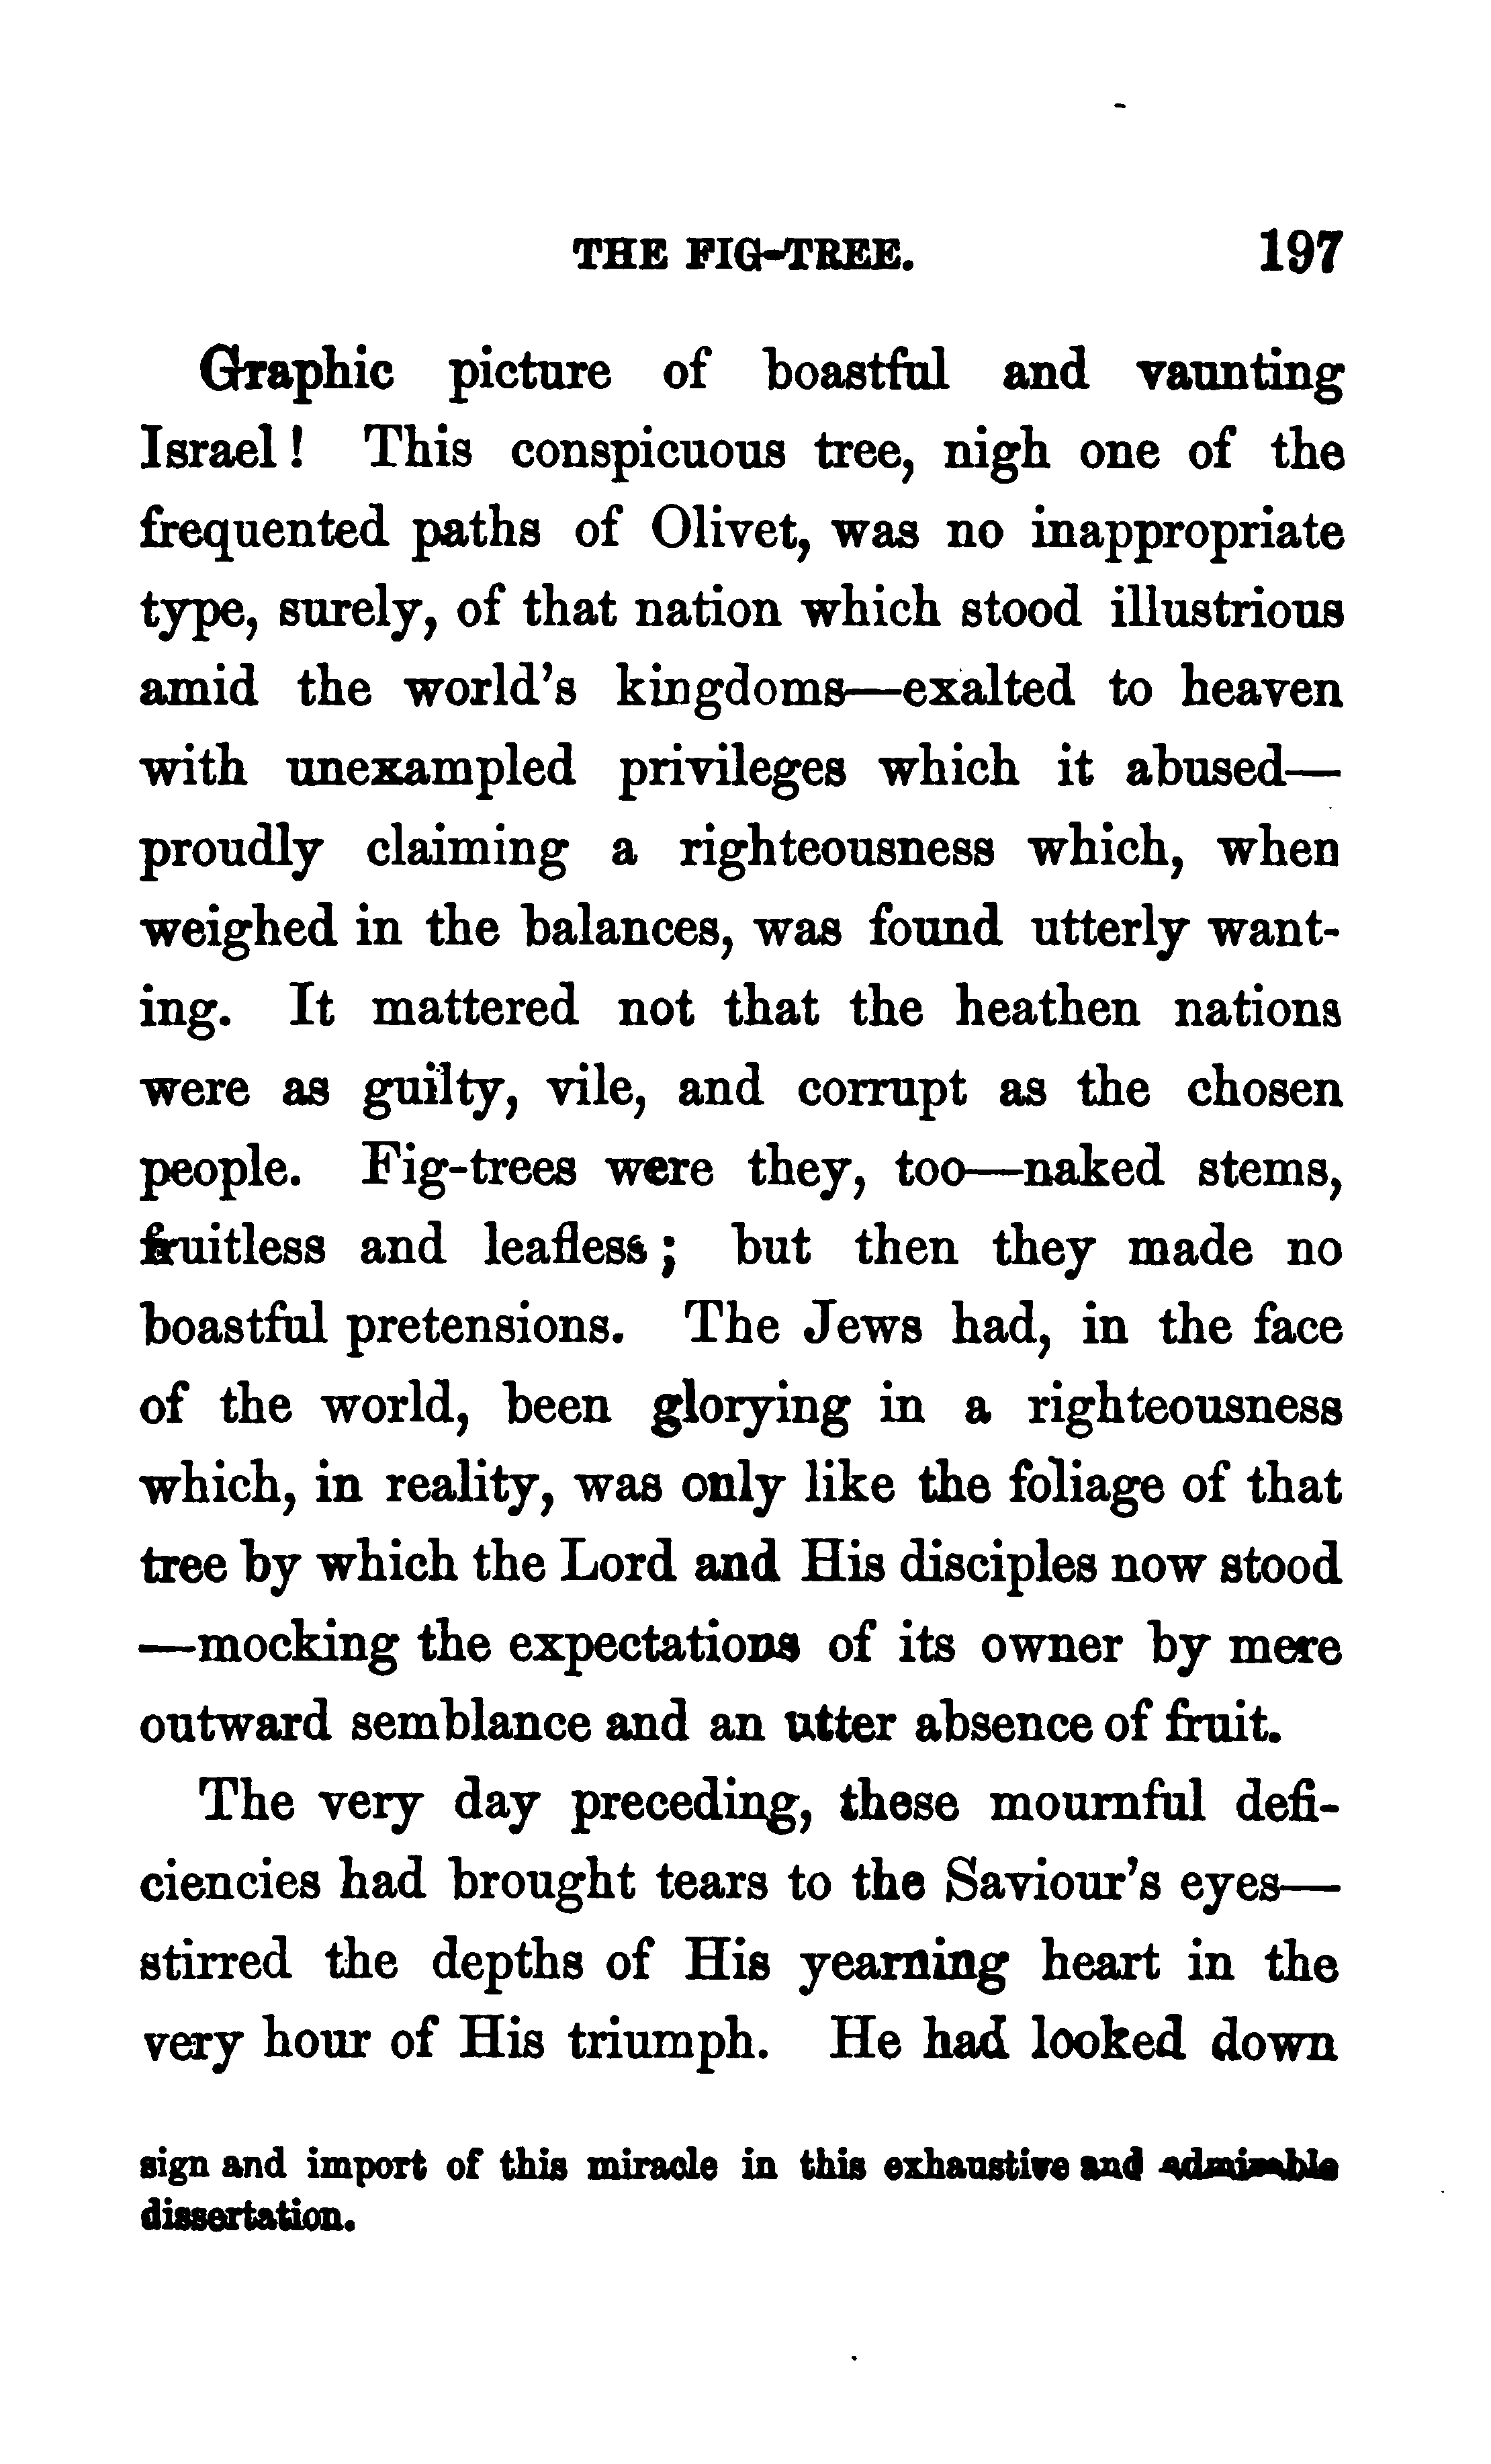 THE FIG-TREE. 197
Graphic picture of boastful and vaunting
Israel! This conspicuous tree, nigh one of the
frequented paths of Olivet, was no inappropriate
type, surely, of that nation which stood illustrious
amid the world's kingdoms—exalted to heaven
with unexampled privileges which it abused—
proudly claiming a righteousness which, when
weighed in the balances, was found utterly want-
ing. It mattered not that the heathen nations
were as guilty, vile, and corrupt as the chosen
people. Fig-trees were they, too—naked stems,
fruitless and leafless; but then they made no
boastful pretensions. The Jews had, in the face
of the world, been glorying in a righteousness
which, in reality, was only like the foliage of that
tree by which the Lord and His disciples now stood
—mocking the expectations of its owner by mere
outward semblance and an utter absence of fruit.
The very day preceding, these mournful defi-
ciencies had brought tears to the Saviour's eyes—
stirred the depths of His yearning heart in the
very hour of His triumph. He had looked down
sign and import of this miracle in this exhaustive and admirable
dissertation.